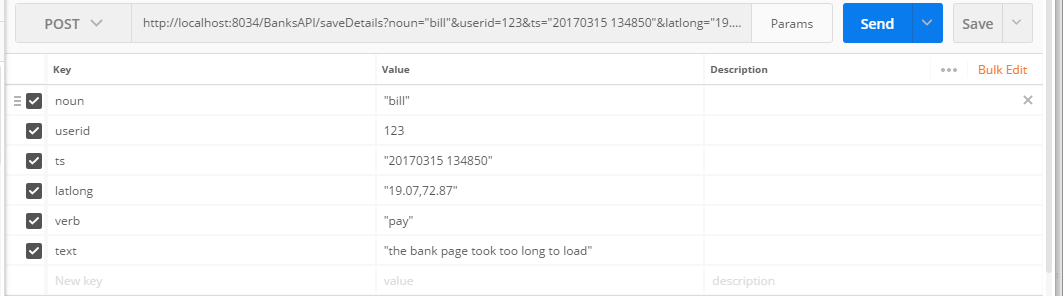 POST http://localhost:8034/BanksAPI/saveDetails?noun="bill"&userid=123&ts="20170315 134850"&latlong="19.... Params Send Save
Key Value Description ••• Bulk Edit
noun "bill"
userid 123
ts "20170315 134850"
latlong "19.07,72.87"
verb "pay"
text "the bank page took too long to load"
New key value description